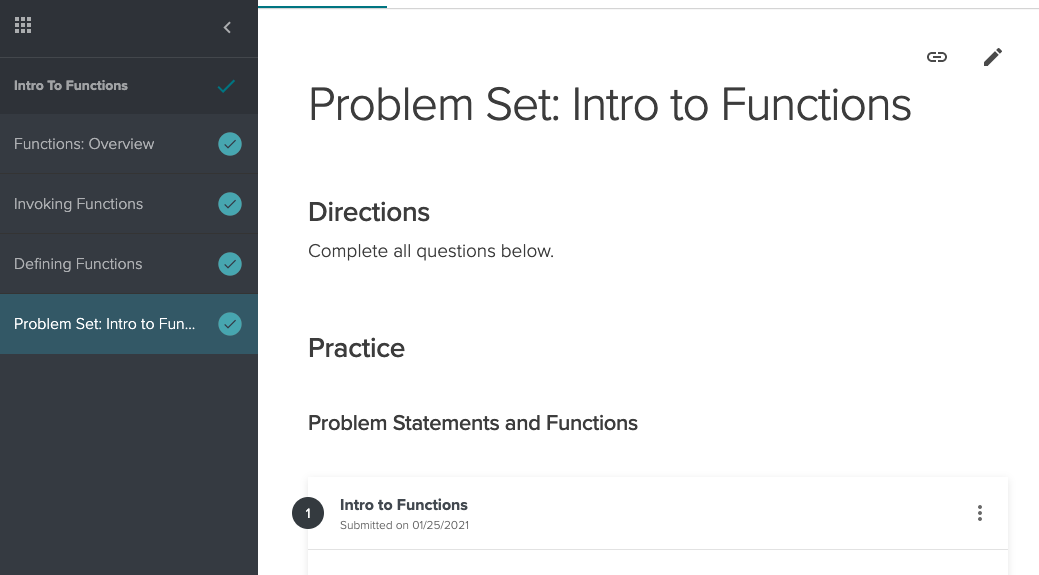 Intro To Functions
Functions: Overview
Invoking Functions
Defining Functions
Problem Set: Intro to Fun...
Problem Set: Intro to Functions
Directions
Complete all questions below.
Practice
Problem Statements and Functions
1
Intro to Functions
Submitted on 01/25/2021